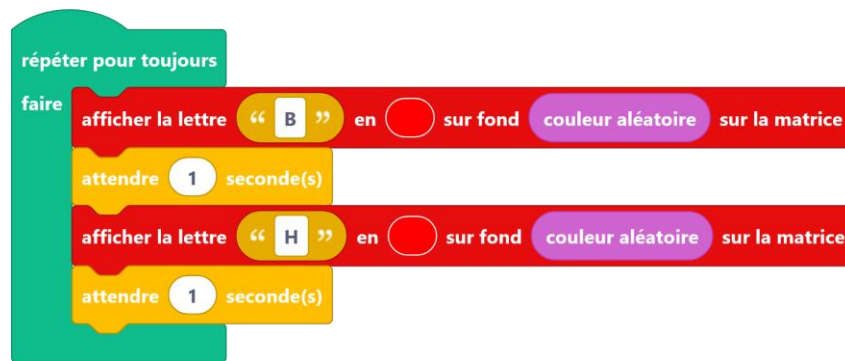 répéter pour toujours
faire
afficher la lettre “ B ” en sur fond couleur aléatoire sur la matrice
attendre 1 seconde(s)
afficher la lettre “ H ” en sur fond couleur aléatoire sur la matrice
attendre 1 seconde(s)